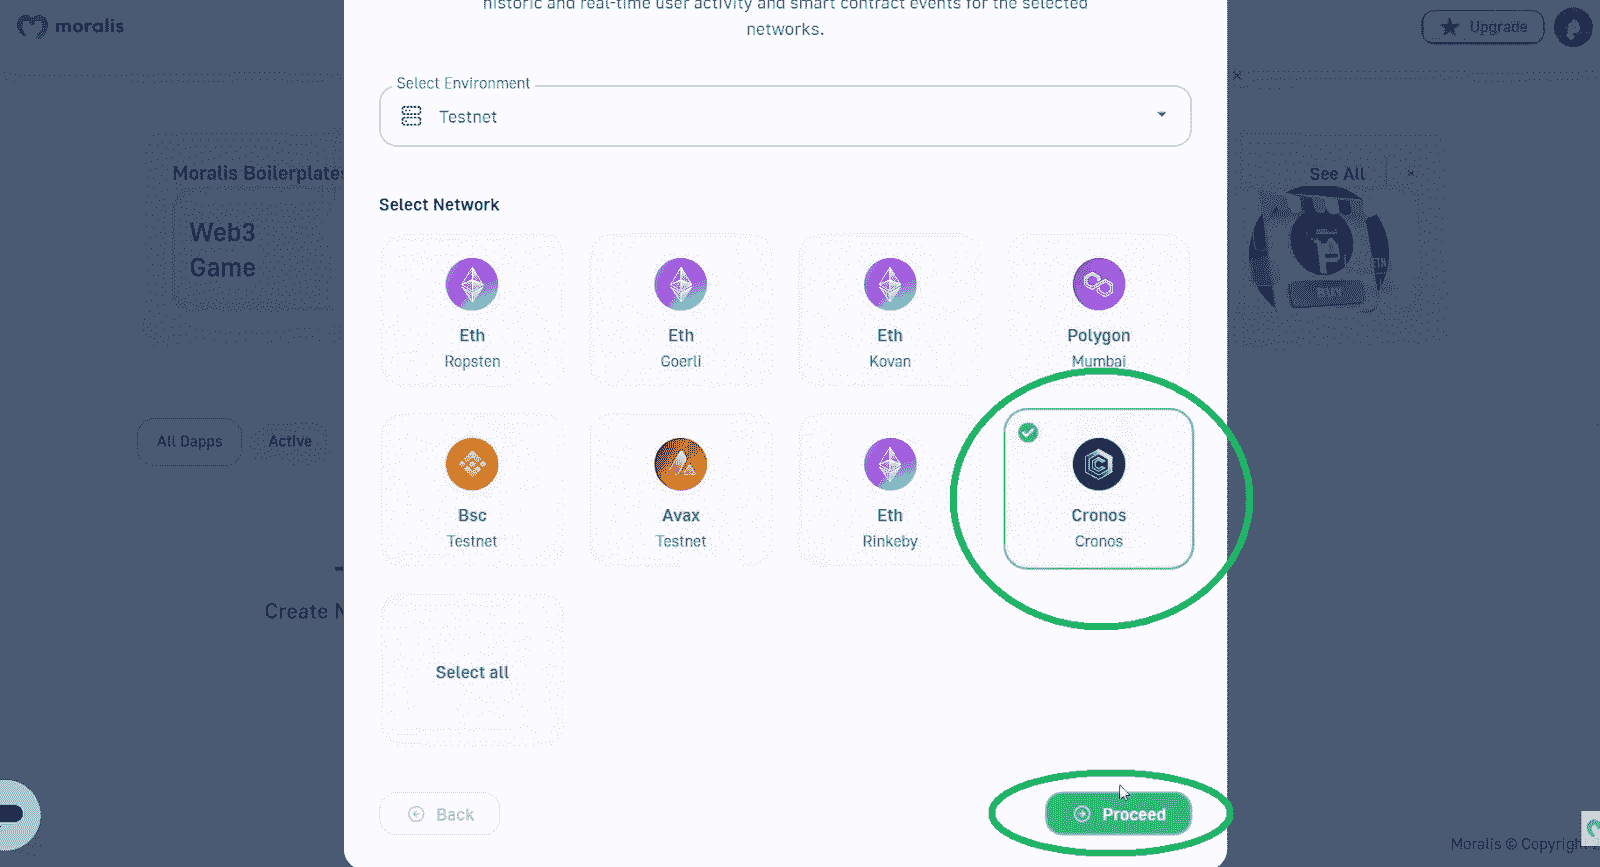 historic and real-time user activity and smart contract events for the selected
networks.
moralis
Upgrade
Select Environment
Testnet
Moralis Boilerplates
See All
Web3
Game
BUY
Select Network
Eth
Ropsten
Eth
Goerli
Eth
Kovan
Polygon
Mumbai
All Dapps
Active
Bsc
Testnet
Avax
Testnet
Eth
Rinkeby
Cronos
Cronos
Create N
Select all
Back
Proceed
Moralis © Copyright